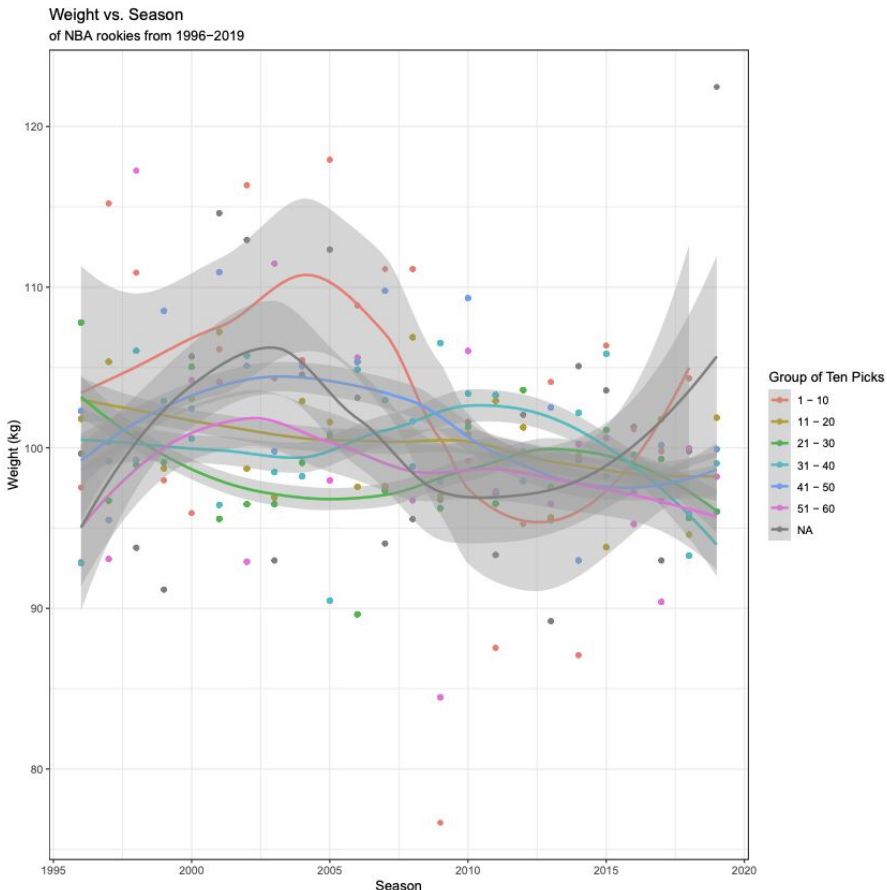 Weight vs. Season
of NBA rookies from 1996−2019
120
110
100
90
80
Weight (kg)
1995
2000
2005
2010
2015
2020
Season
Group of Ten Picks
1 − 10
11 − 20
21 − 30
31 − 40
41 − 50
51 − 60
NA